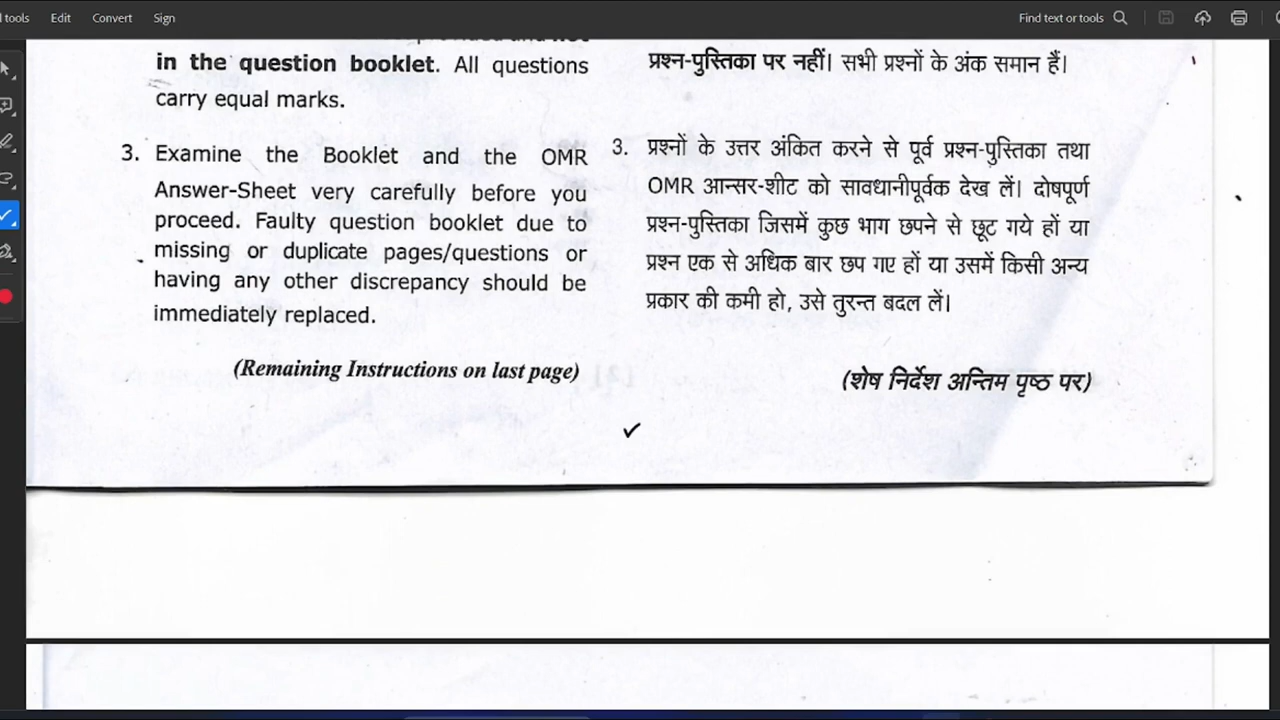 tools
Edit
Convert
Sign
Find text or tools
in the question booklet. All questions
carry equal marks.
3. Examine the Booklet and the OMR
Answer-Sheet very carefully before you
proceed. Faulty question booklet due to
missing or duplicate pages/questions or
having any other discrepancy should be
immediately replaced.
(Remaining Instructions on last page)
प्रश्न-पुस्तिका पर नहीं। सभी प्रश्नों के अंक समान हैं।
3. प्रश्नों के उत्तर अंकित करने से पूर्व प्रश्न-पुस्तिका तथा
OMR आन्सर-शीट को सावधानीपूर्वक देख लें। दोषपूर्ण
प्रश्न-पुस्तिका जिसमें कुछ भाग छपने से छूट गये हों या
प्रश्न एक से अधिक बार छप गए हों या उसमें किसी अन्य
प्रकार की कमी हो, उसे तुरन्त बदल लें।
(शेष निर्देश अन्तिम पृष्ठ पर)